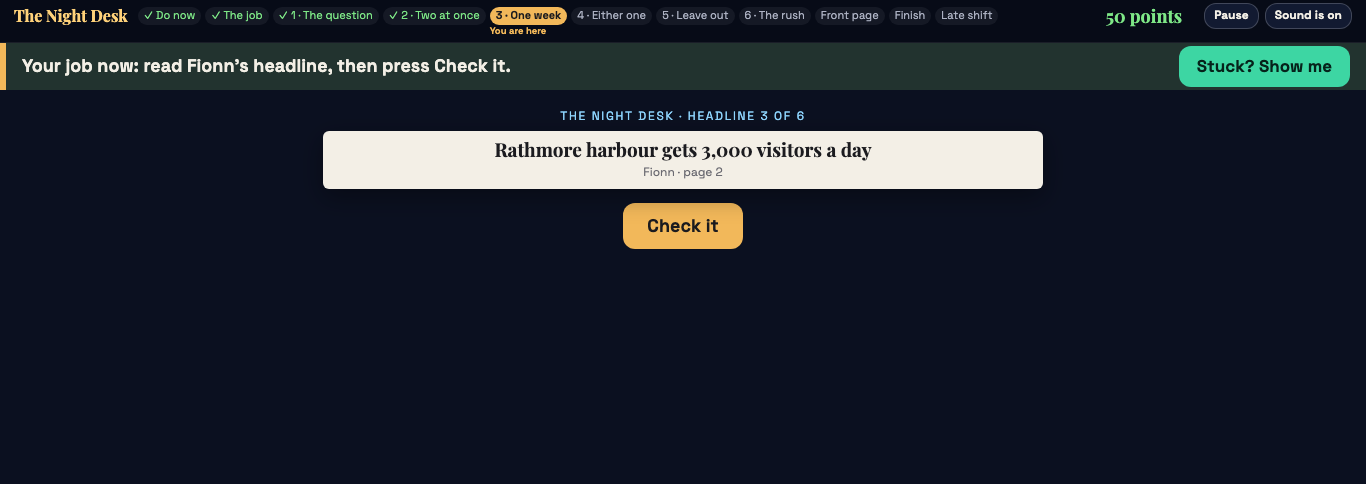 The Night Desk ✓ Do now ✓ The job ✓ 1 · The question ✓ 2 · Two at once 3 · One week 4 · Either one 5 · Leave out 6 · The rush Front page Finish Late shift 50 points Pause Sound is on
You are here
Your job now: read Fionn's headline, then press Check it. Stuck? Show me
THE NIGHT DESK · HEADLINE 3 OF 6
Rathmore harbour gets 3,000 visitors a day
Fionn · page 2
Check it